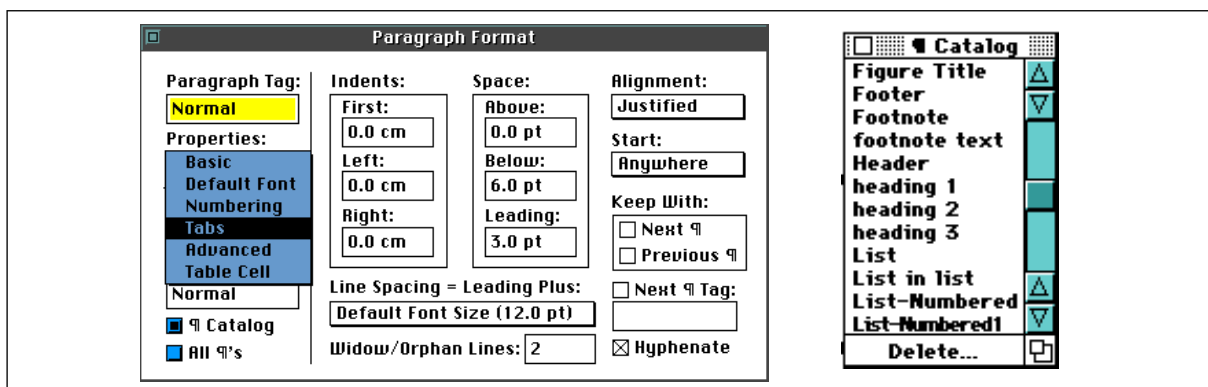 Paragraph Format
Paragraph Tag:
Normal
Properties:
Basic
Default Font
Numbering
Tabs
Advanced
Table Cell
Normal
¶ Catalog
All ¶'s
Indents:
First:
0.0 cm
Left:
0.0 cm
Right:
0.0 cm
Space:
Above:
0.0 pt
Below:
6.0 pt
Leading:
3.0 pt
Line Spacing = Leading Plus:
Default Font Size (12.0 pt)
Widow/Orphan Lines: 2
Alignment:
Justified
Start:
Anywhere
Keep With:
Next ¶
Previous ¶
Next ¶ Tag:
Hyphenate
¶ Catalog
Figure Title
Footer
Footnote
footnote text
Header
heading 1
heading 2
heading 3
List
List in list
List-Numbered
List-Numbered1
Delete...